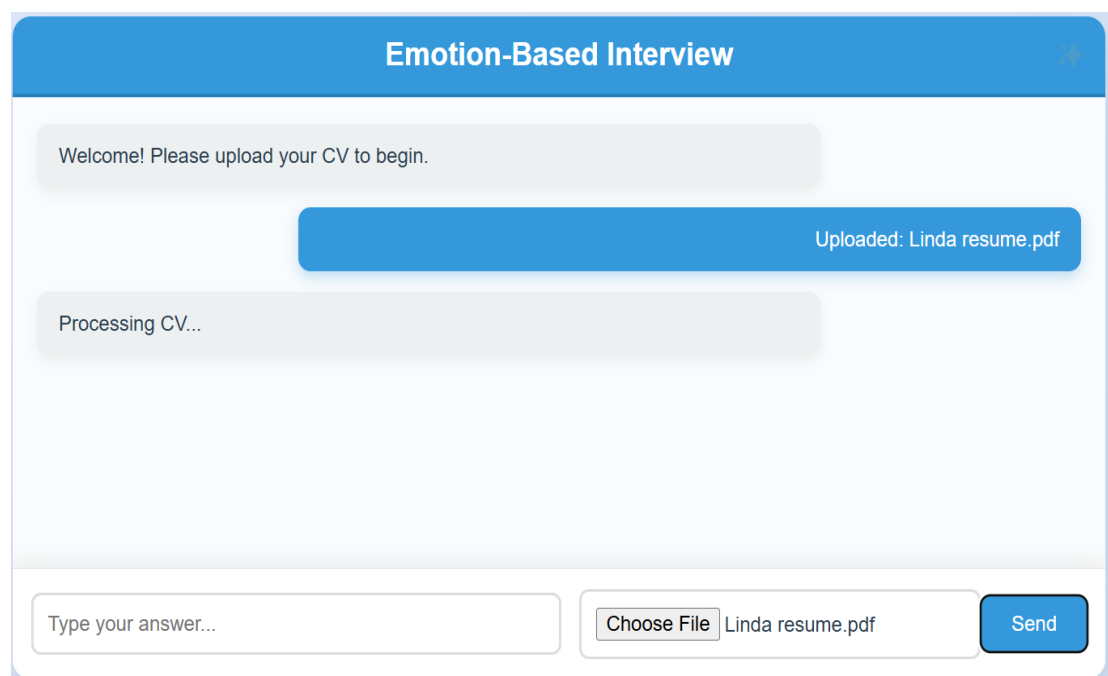 Emotion-Based Interview
Welcome! Please upload your CV to begin.
Uploaded: Linda resume.pdf
Processing CV...
Type your answer...
Choose File Linda resume.pdf
Send